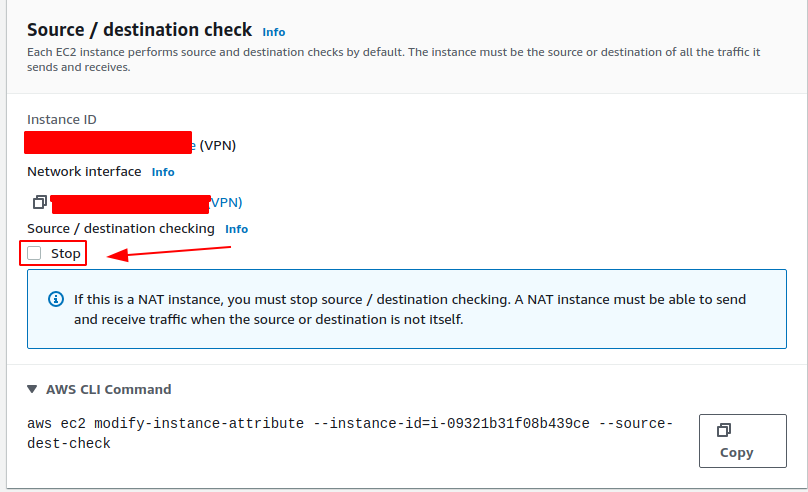 Source / destination check Info
Each EC2 instance performs source and destination checks by default. The instance must be the source or destination of all the traffic it
sends and receives.
Instance ID
(VPN)
Network interface Info
VPN)
Source / destination checking Info
Stop
If this is a NAT instance, you must stop source / destination checking. A NAT instance must be able to send
and receive traffic when the source or destination is not itself.
AWS CLI Command
aws ec2 modify-instance-attribute --instance-id=i-09321b31f08b439ce --source-
dest-check
Copy